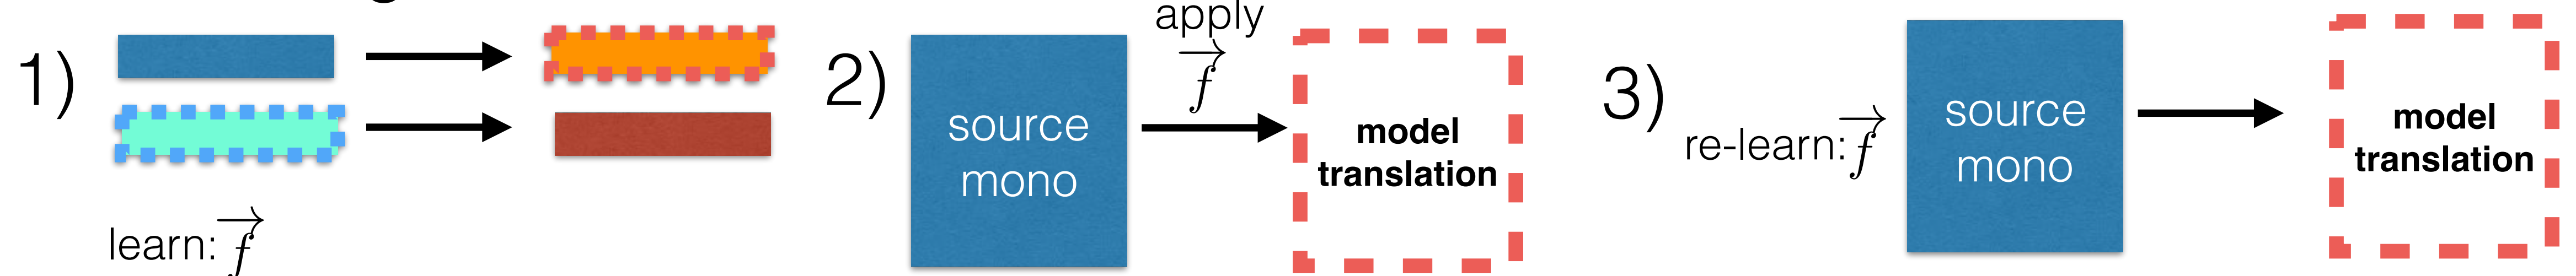 1)
learn: f
2)
source
mono
apply
f
model
translation
3)
re-learn: f
source
mono
model
translation